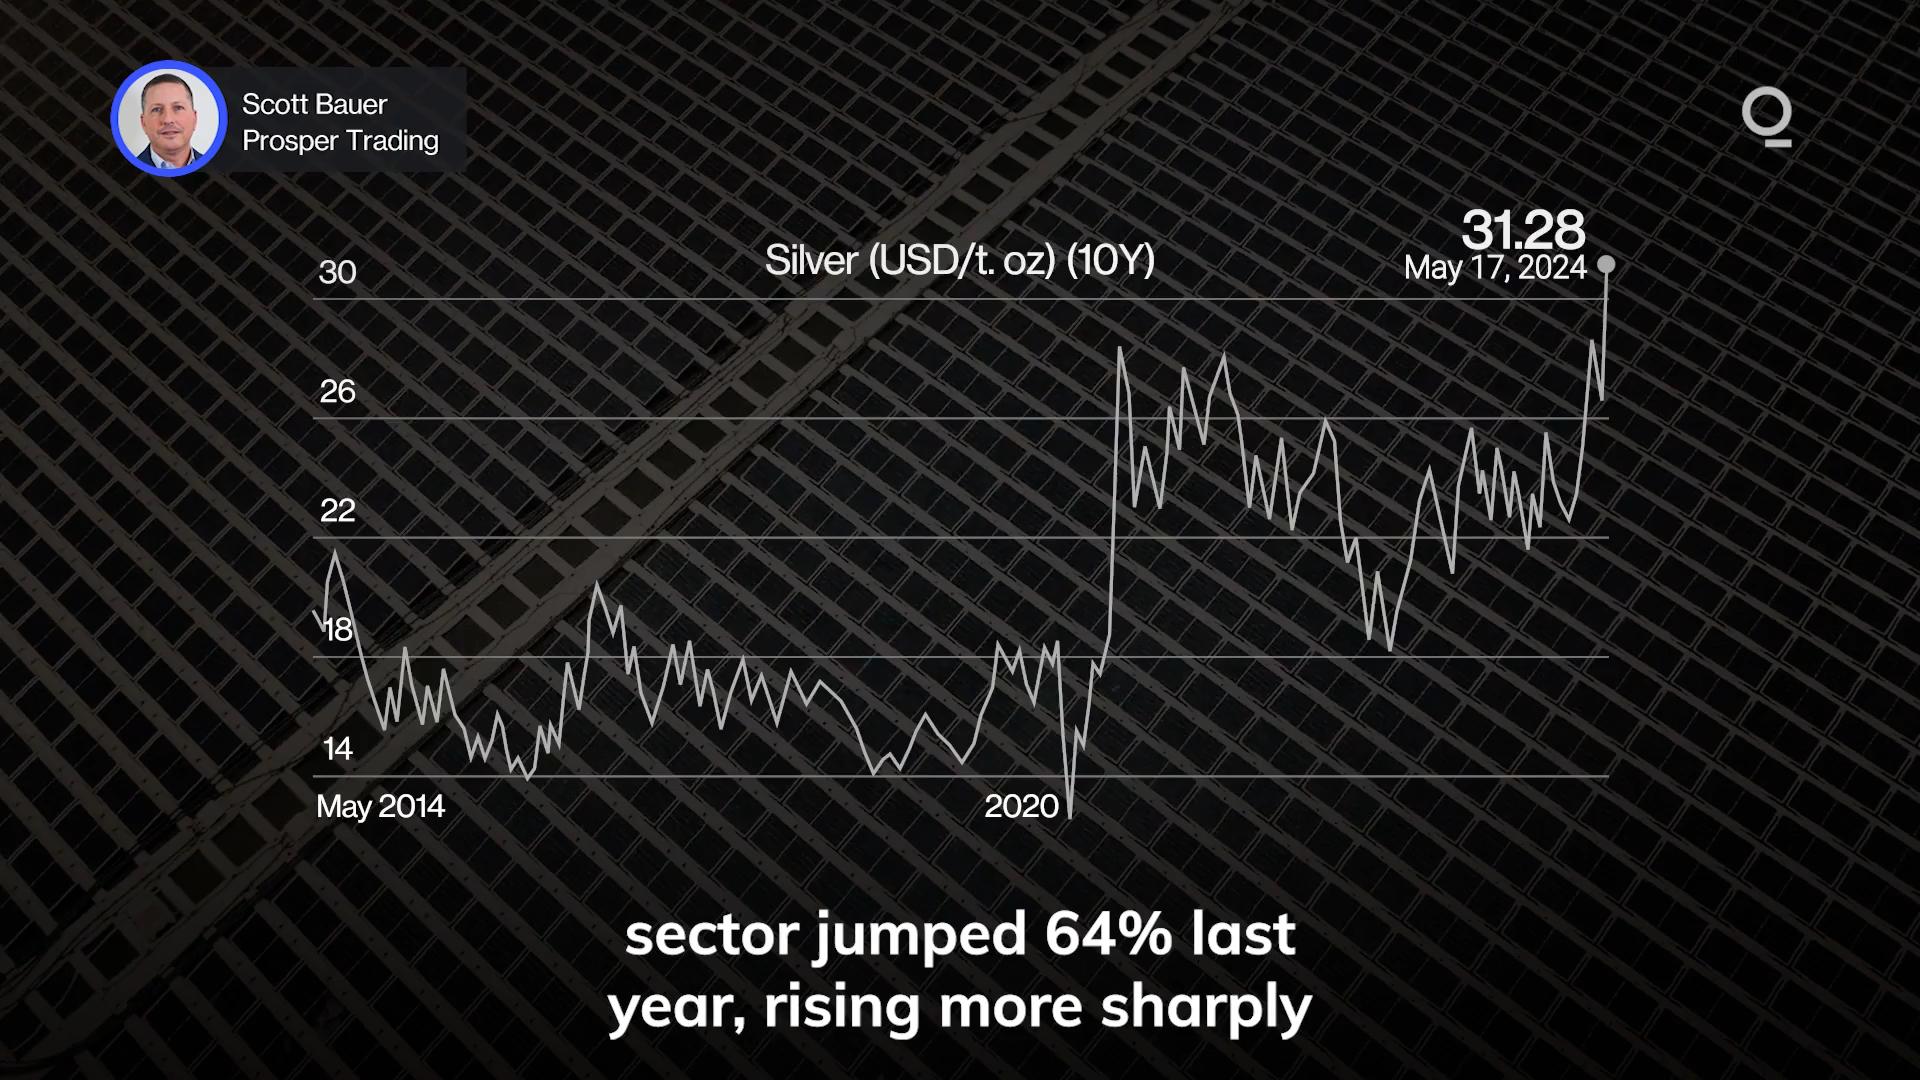 Scott Bauer
Prosper Trading
31.28
Silver (USD/t. oz) (10Y)
May 17, 2024
30
26
22
18
14
May 2014
2020
sector jumped 64% last
year, rising more sharply